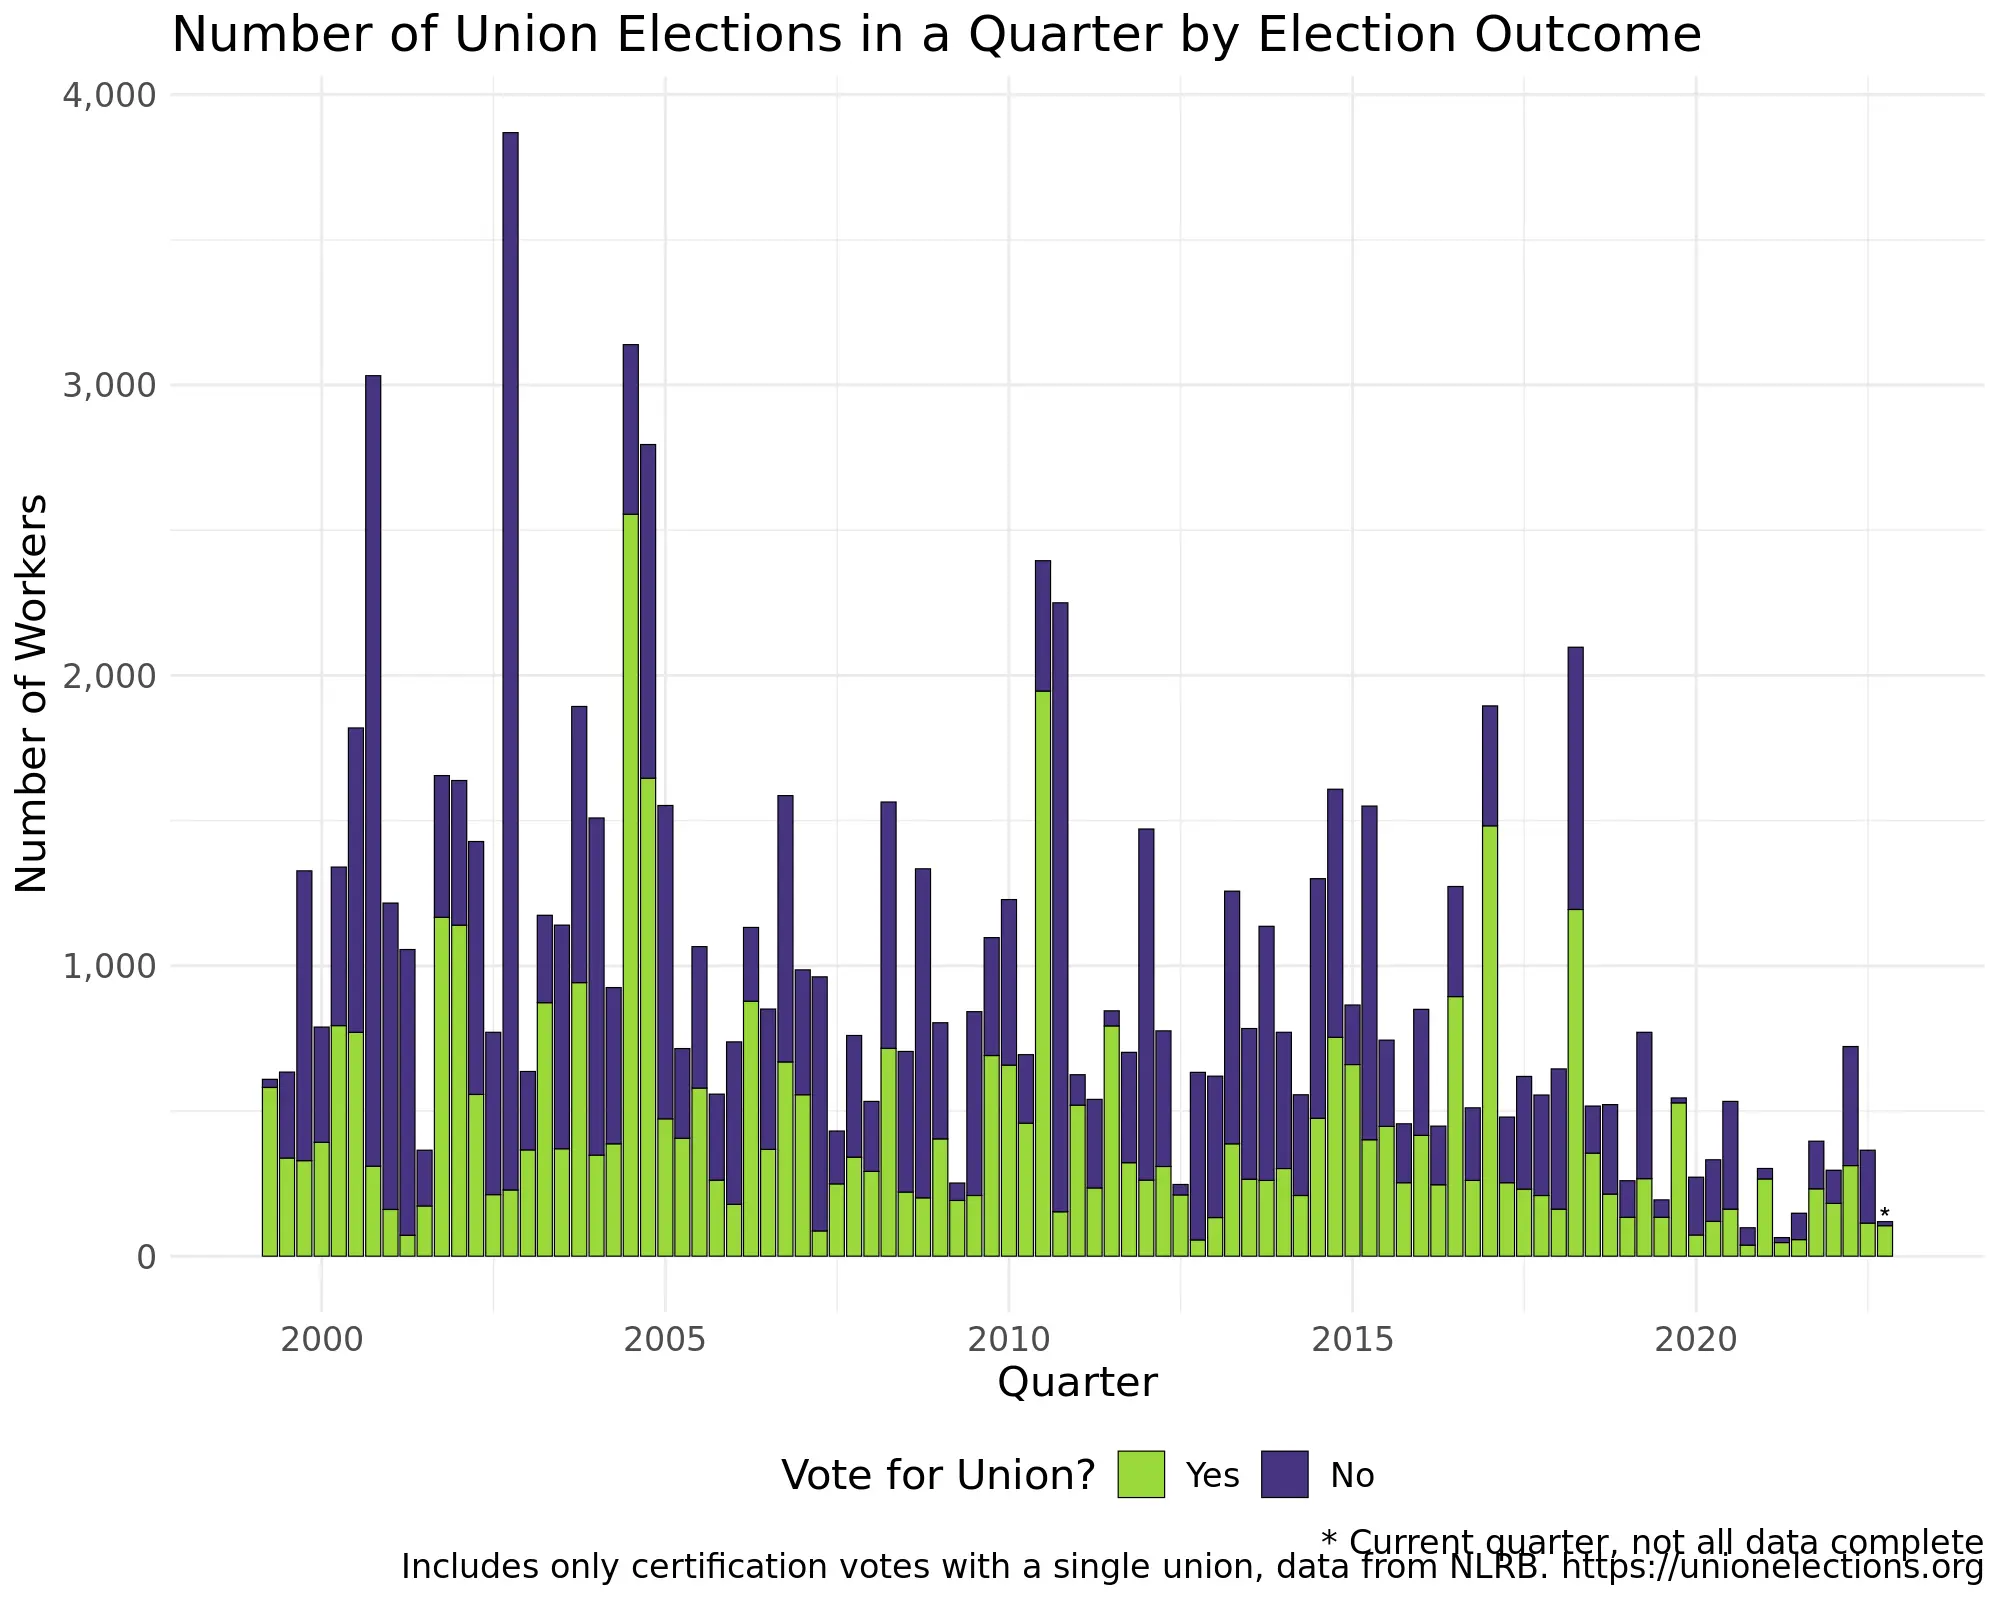 Number of Union Elections in a Quarter by Election Outcome
Number of Workers
4,000
3,000
2,000
1,000
0
*
2000 2005 2010 2015 2020
Quarter
Vote for Union? Yes No
* Current quarter, not all data complete
Includes only certification votes with a single union, data from NLRB. https://unionelections.org